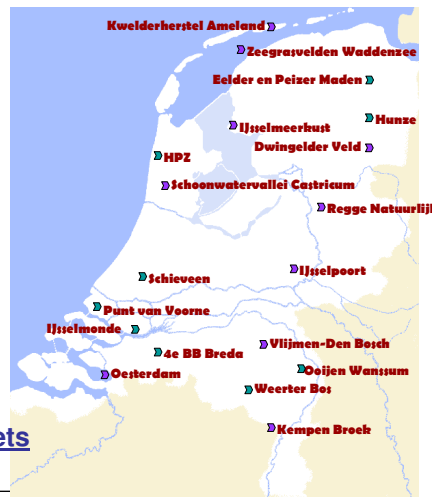 Kwelderherstel Ameland
Zeegrasvelden Waddenzee
Eelder en Peizer Maden
Hunze
IJsselmeerkust
Dwingelder Veld
HPZ
Schoonwatervallei Castricum
Regge Natuurlijk
IJsselpoort
Schieveen
Punt van Voorne
IJsselmonde
Vlijmen-Den Bosch
4e BB Breda
Ooijen Wanssum
Oesterdam
Weerter Bos
Kempen Broek
ets